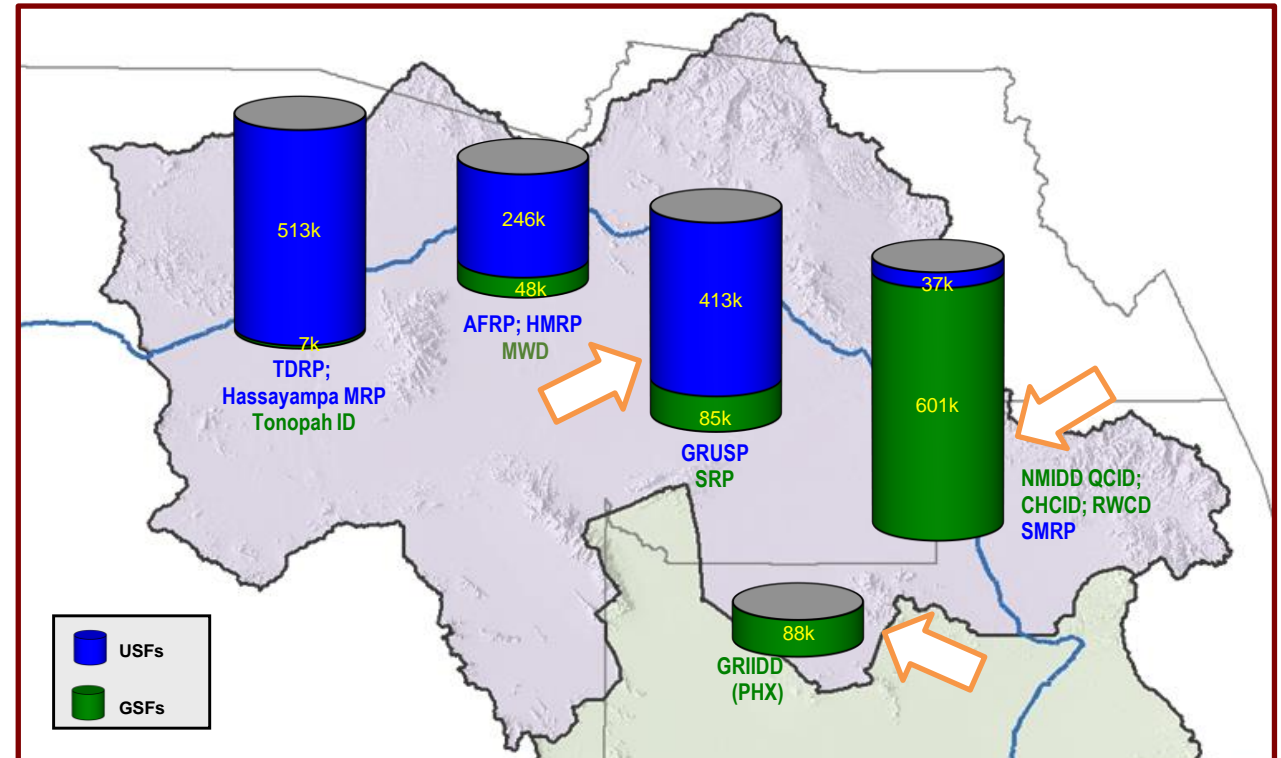 513k
7k
TDRP;
Hassayampa MRP
Tonopah ID
246k
48k
AFRP; HMRP
MWD
413k
85k
GRUSP
SRP
37k
601k
NMIDD QCID;
CHCID; RWCD
SMRP
88k
GRIIDD
(PHX)
USFs
GSFs